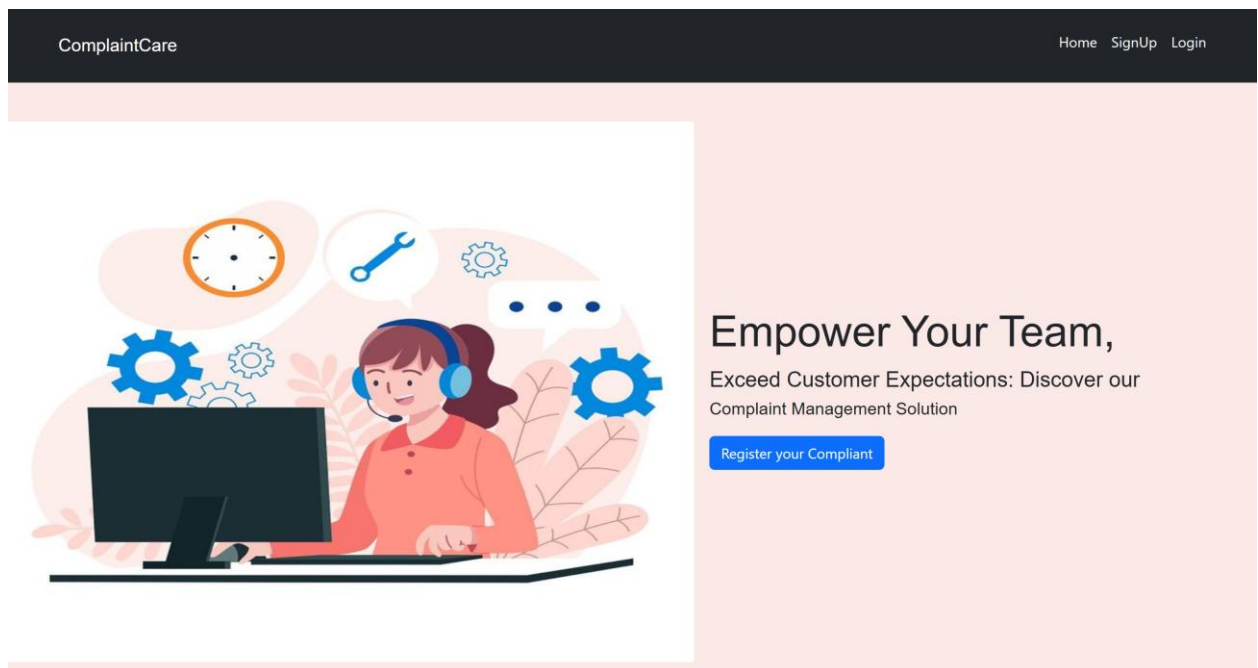 ComplaintCare
Home SignUp Login
Empower Your Team,
Exceed Customer Expectations: Discover our
Complaint Management Solution
Register your Compliant